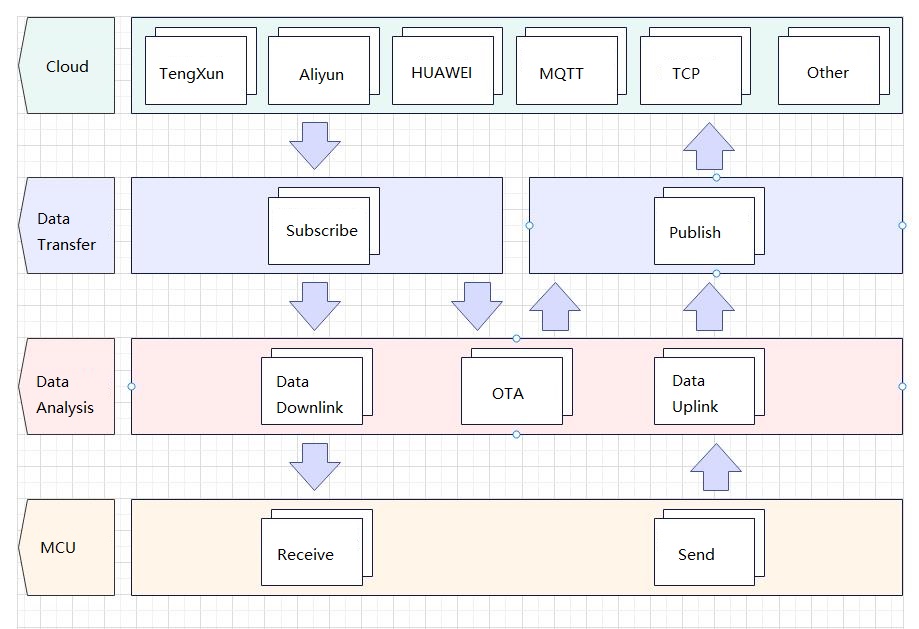 Cloud
TengXun
Aliyun
HUAWEI
MQTT
TCP
Other
Data
Transfer
Subscribe
Publish
Data
Analysis
Data
Downlink
OTA
Data
Uplink
MCU
Receive
Send